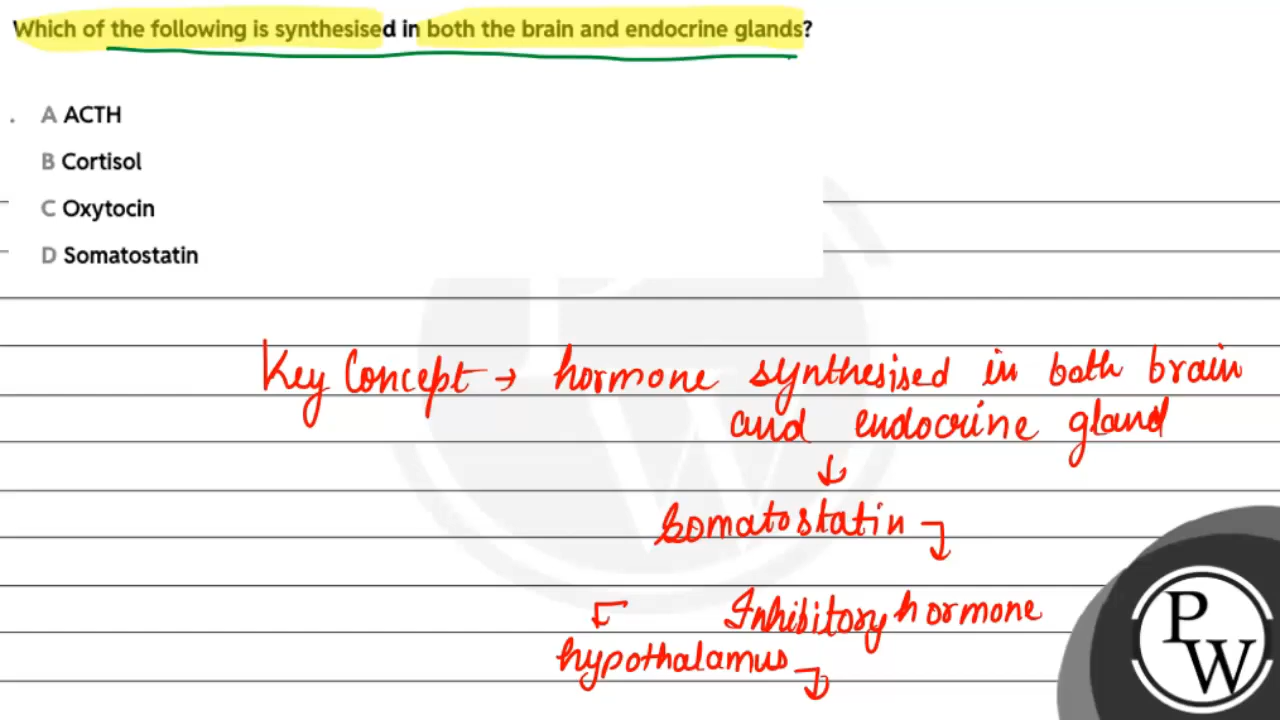 Which of the following is synthesised in both the brain and endocrine glands?
. A ACTH
B Cortisol
C Oxytocin
D Somatostatin
Key Concept → hormone synthesised in both brain
and endocrine gland
↓
Somatostatin
Inhibitory hormone
hypothalamus
PW